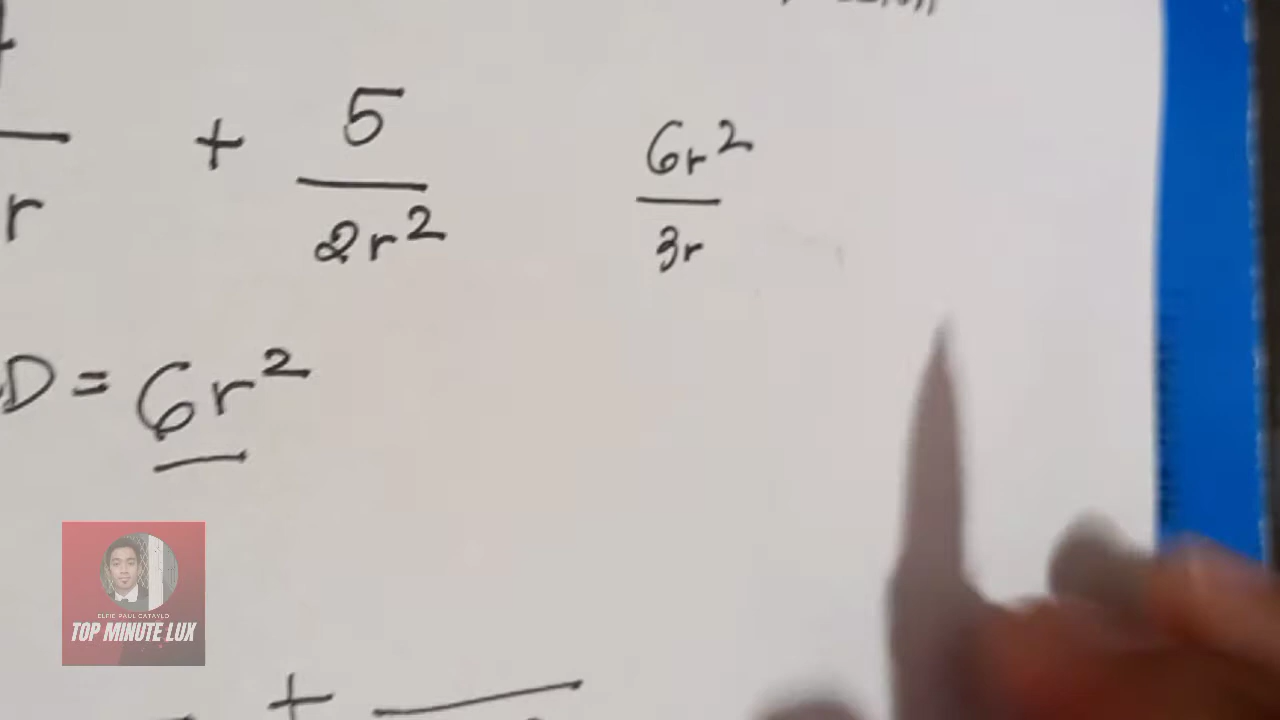 + 5 6r²
r 2r² 3r
D = 6r²
+
ELFIE PAUL CATAYLO
TOP MINUTE LUX